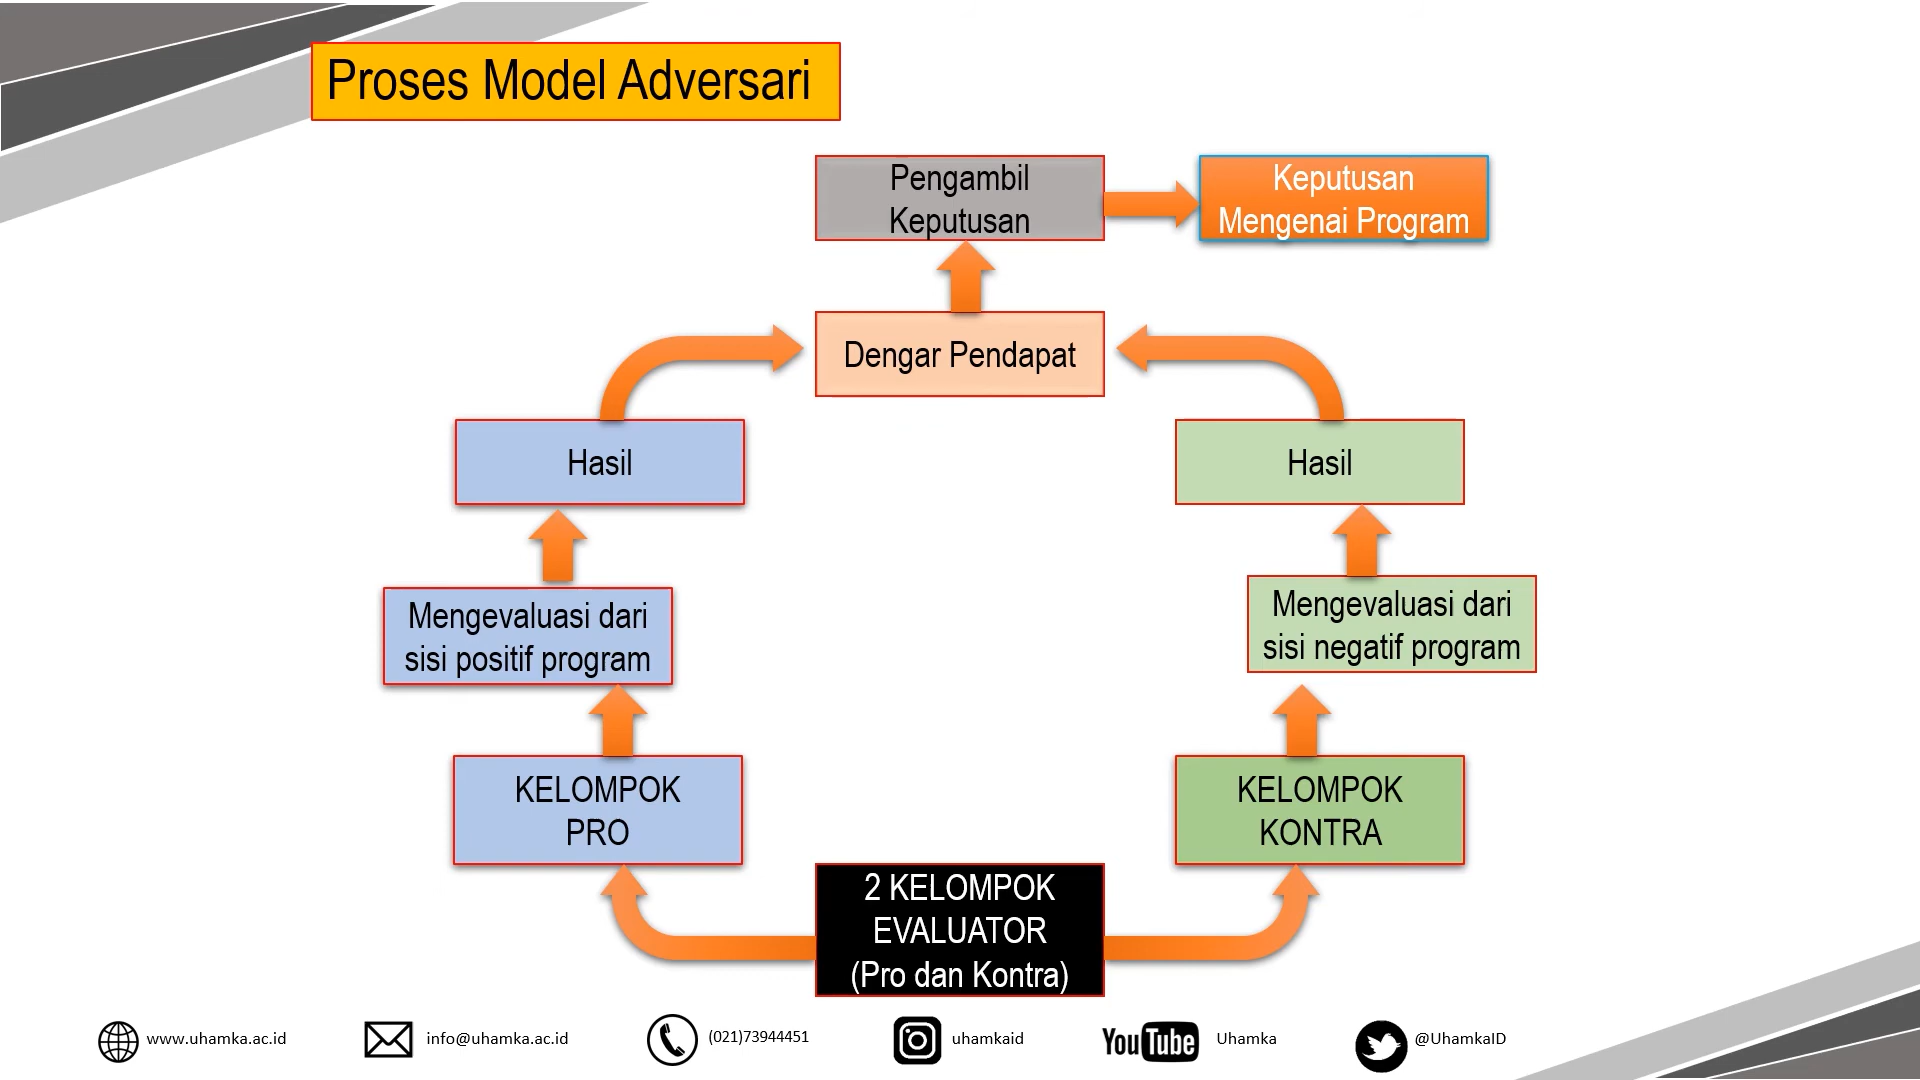 Proses Model Adversari
Pengambil
Keputusan
Keputusan
Mengenai Program
Dengar Pendapat
Hasil
Hasil
Mengevaluasi dari
sisi positif program
Mengevaluasi dari
sisi negatif program
KELOMPOK
PRO
KELOMPOK
KONTRA
2 KELOMPOK
EVALUATOR
(Pro dan Kontra)
www.uhamka.ac.id
info@uhamka.ac.id
(021)73944451
uhamkaid
YouTube
Uhamka
@UhamkaID